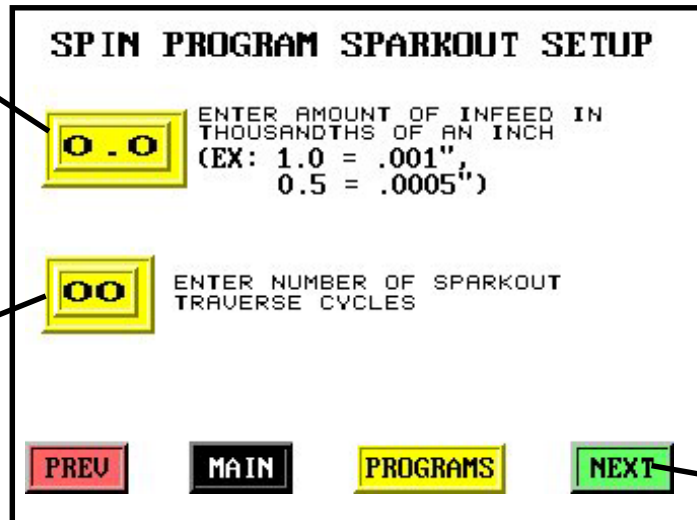 SPIN PROGRAM SPARKOUT SETUP
0.0
ENTER AMOUNT OF INFEED IN
THOUSANDTHS OF AN INCH
(EX: 1.0 = .001",
0.5 = .0005")
00
ENTER NUMBER OF SPARKOUT
TRAVERSE CYCLES
PREV
MAIN
PROGRAMS
NEXT